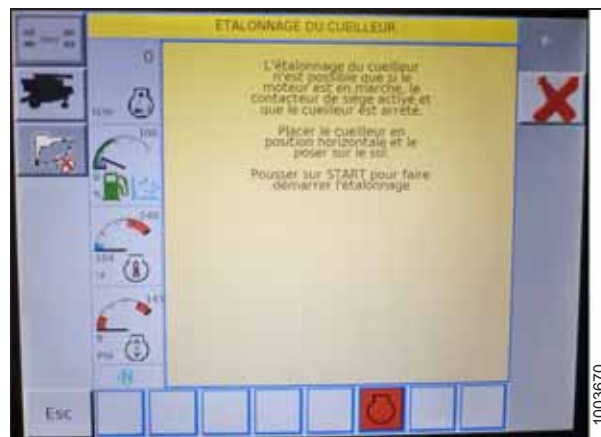 ETALONNAGE DU CUEILLEUR
L'étalonnage du cueilleur
n'est possible que si le
moteur est en marche, le
contacteur de siège activé et
que le cueilleur est arrêté.
Placer le cueilleur en
position horizontale et le
poser sur le sol.
Pousser sur START pour faire
démarrer l'étalonnage
0
100
Esc
1003670